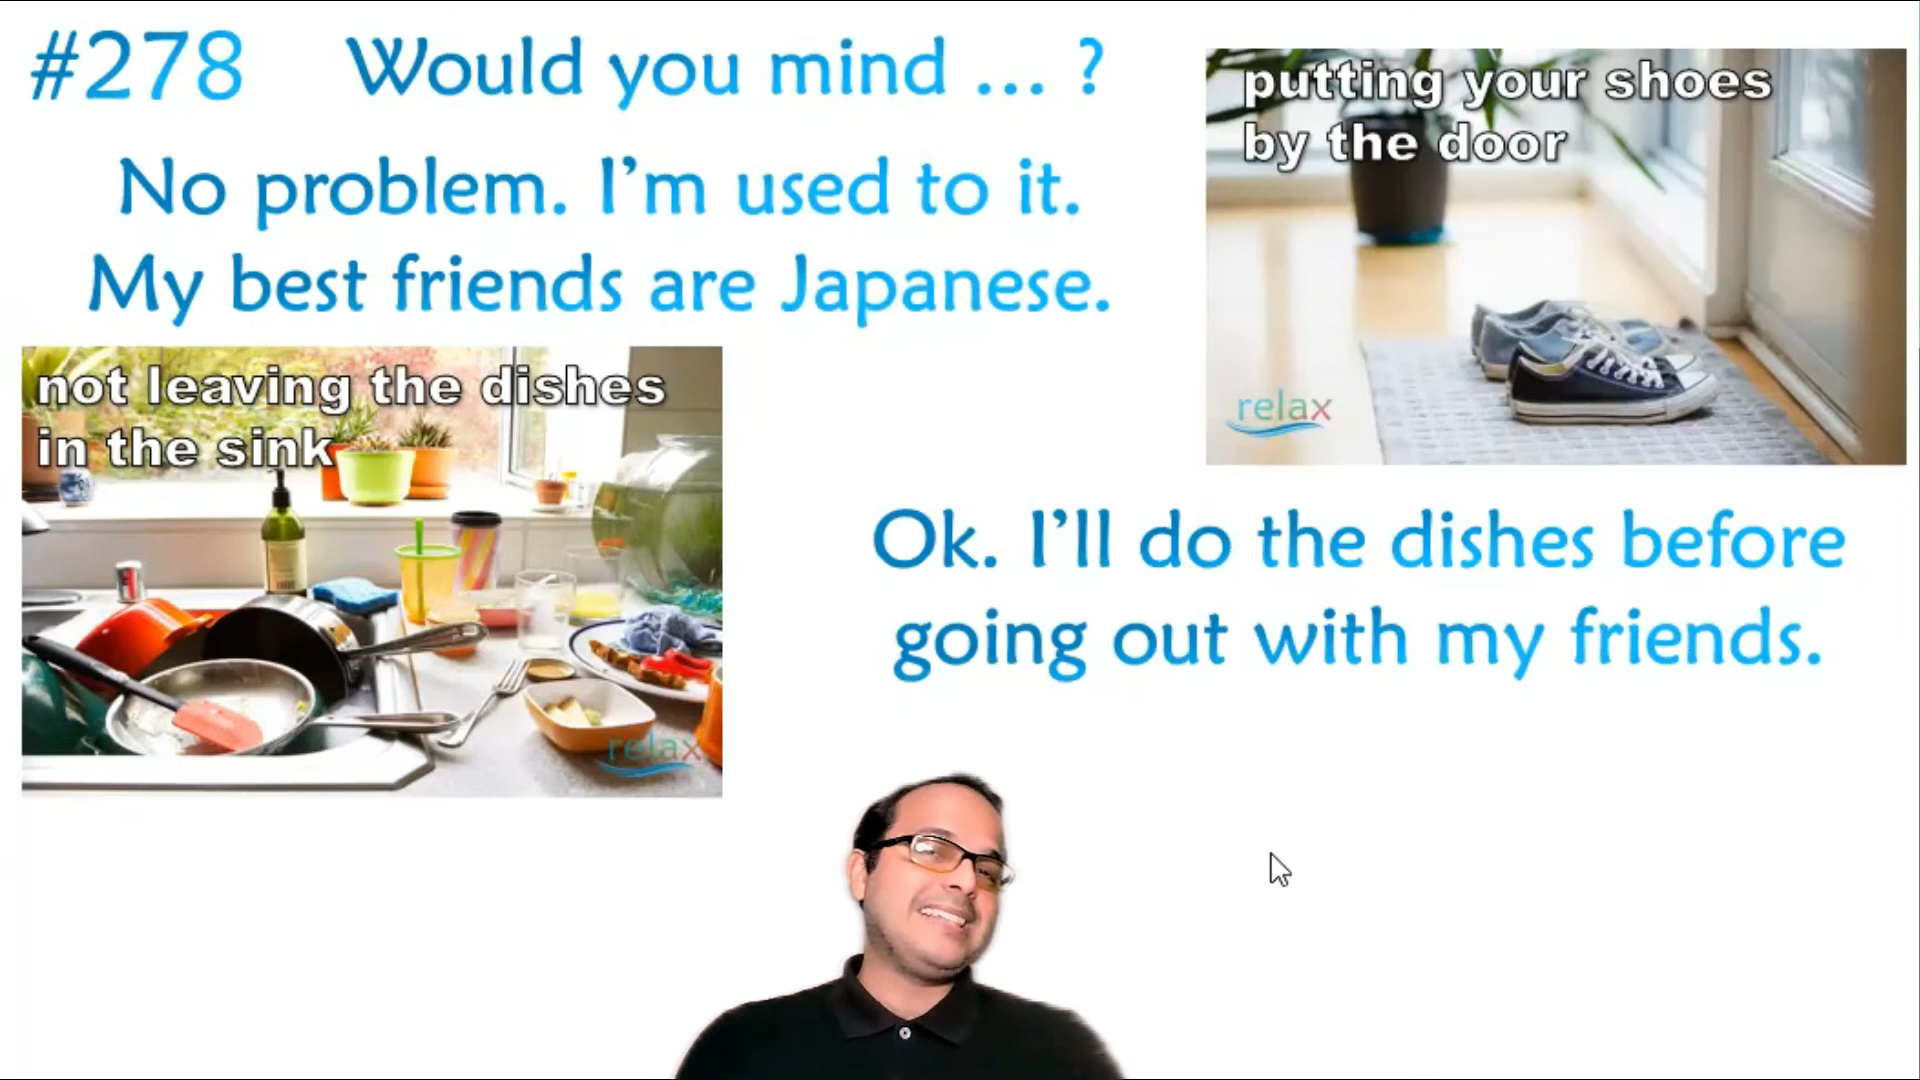 #278 Would you mind ... ?
No problem. I'm used to it.
My best friends are Japanese.
putting your shoes
by the door
relax
not leaving the dishes
in the sink
relax
Ok. I'll do the dishes before
going out with my friends.